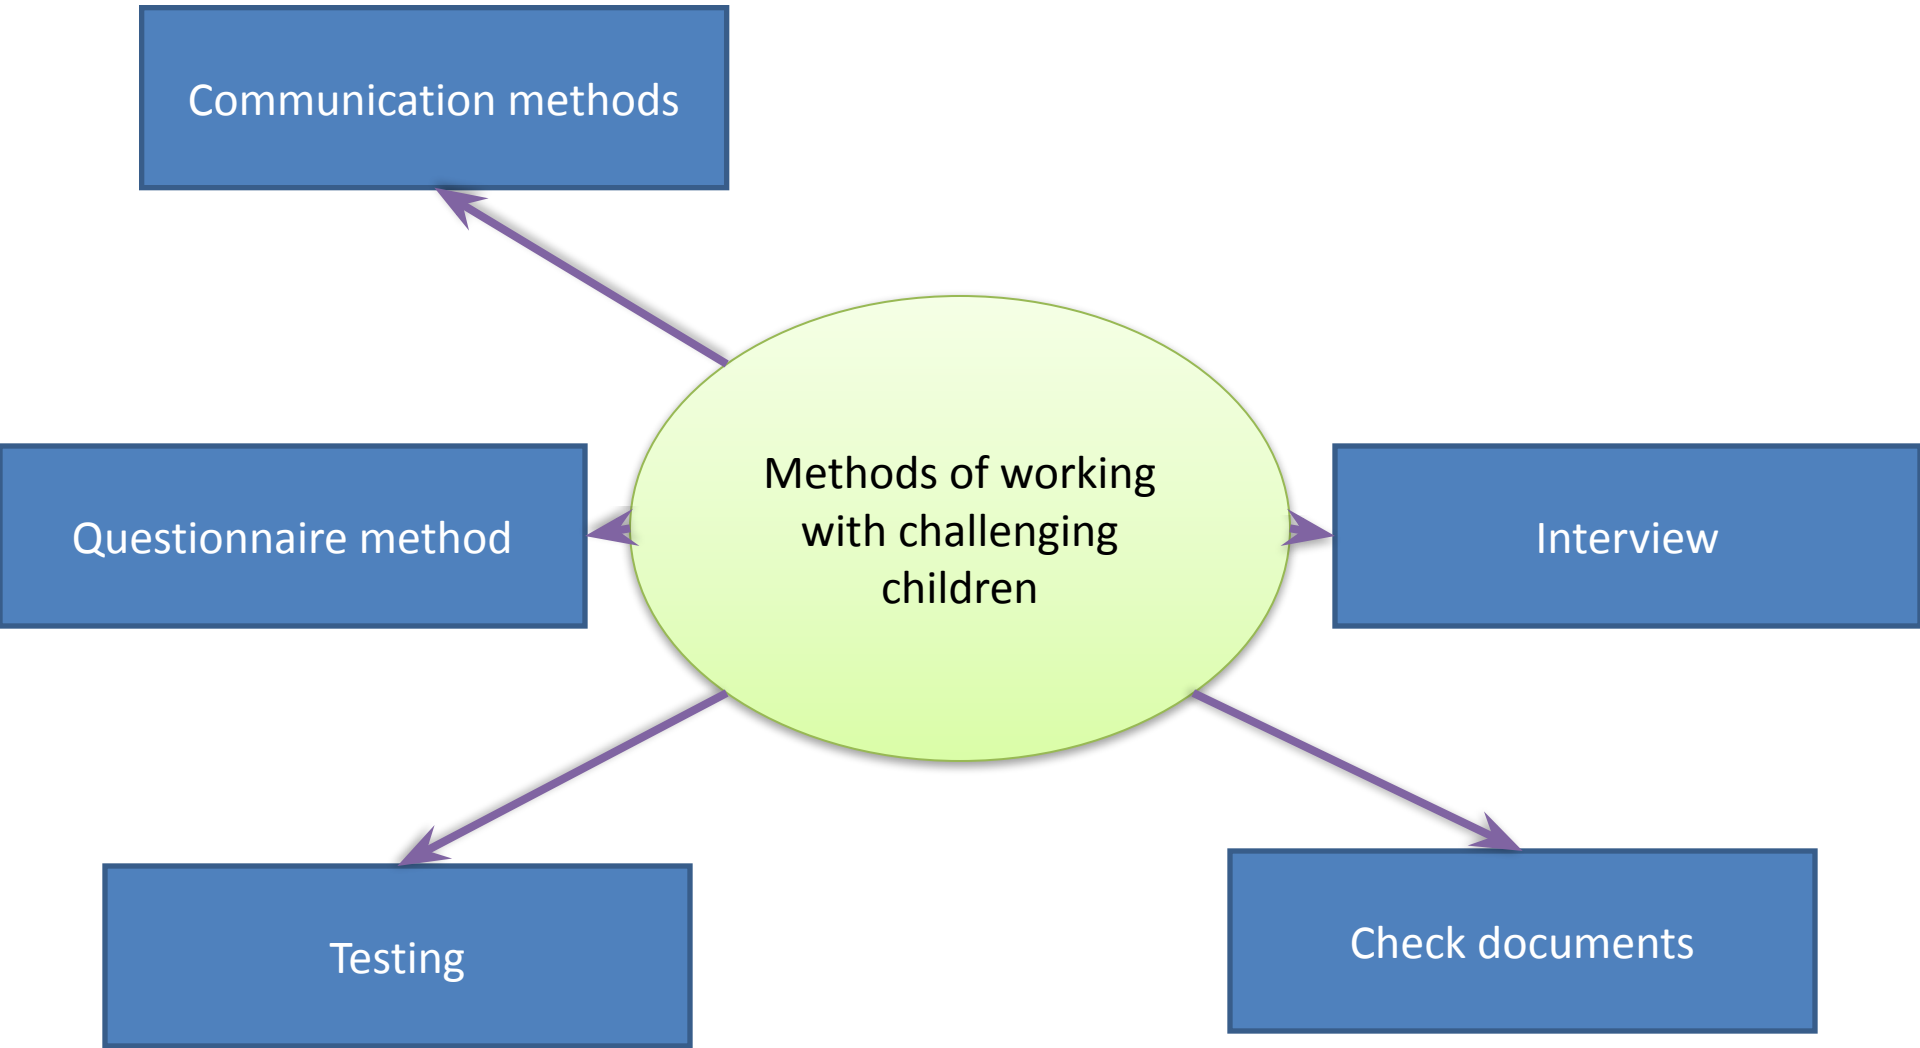 Communication methods
Methods of working
with challenging
children
Questionnaire method
Interview
Testing
Check documents